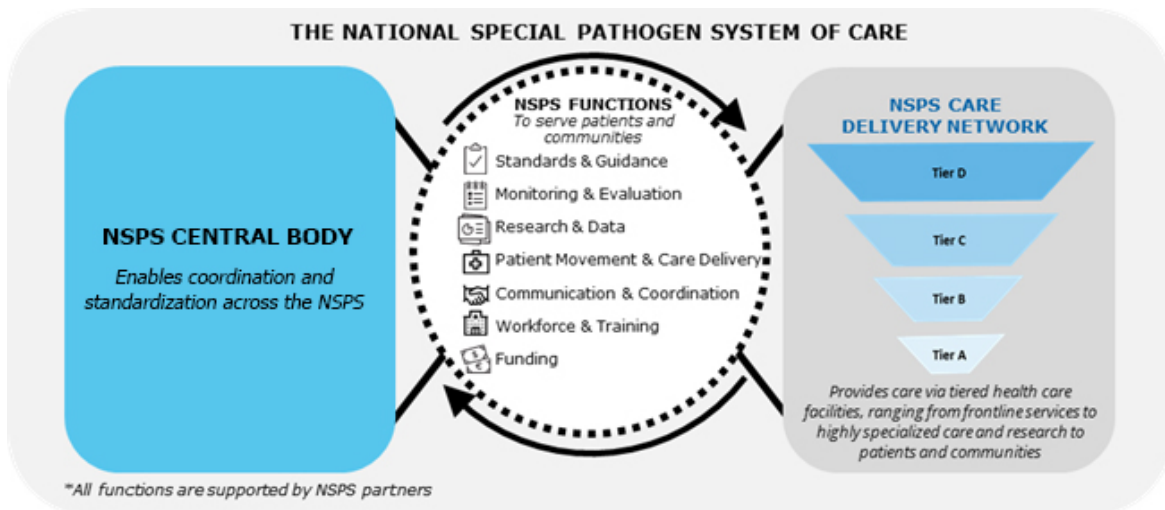 THE NATIONAL SPECIAL PATHOGEN SYSTEM OF CARE
NSPS CENTRAL BODY
Enables coordination and
standardization across the NSPS
NSPS FUNCTIONS
To serve patients and
communities
Standards & Guidance
Monitoring & Evaluation
Research & Data
Patient Movement & Care Delivery
Communication & Coordination
Workforce & Training
Funding
NSPS CARE
DELIVERY NETWORK
Tier D
Tier C
Tier B
Tier A
Provides care via tiered health care
facilities, ranging from frontline services to
highly specialized care and research to
patients and communities
*All functions are supported by NSPS partners